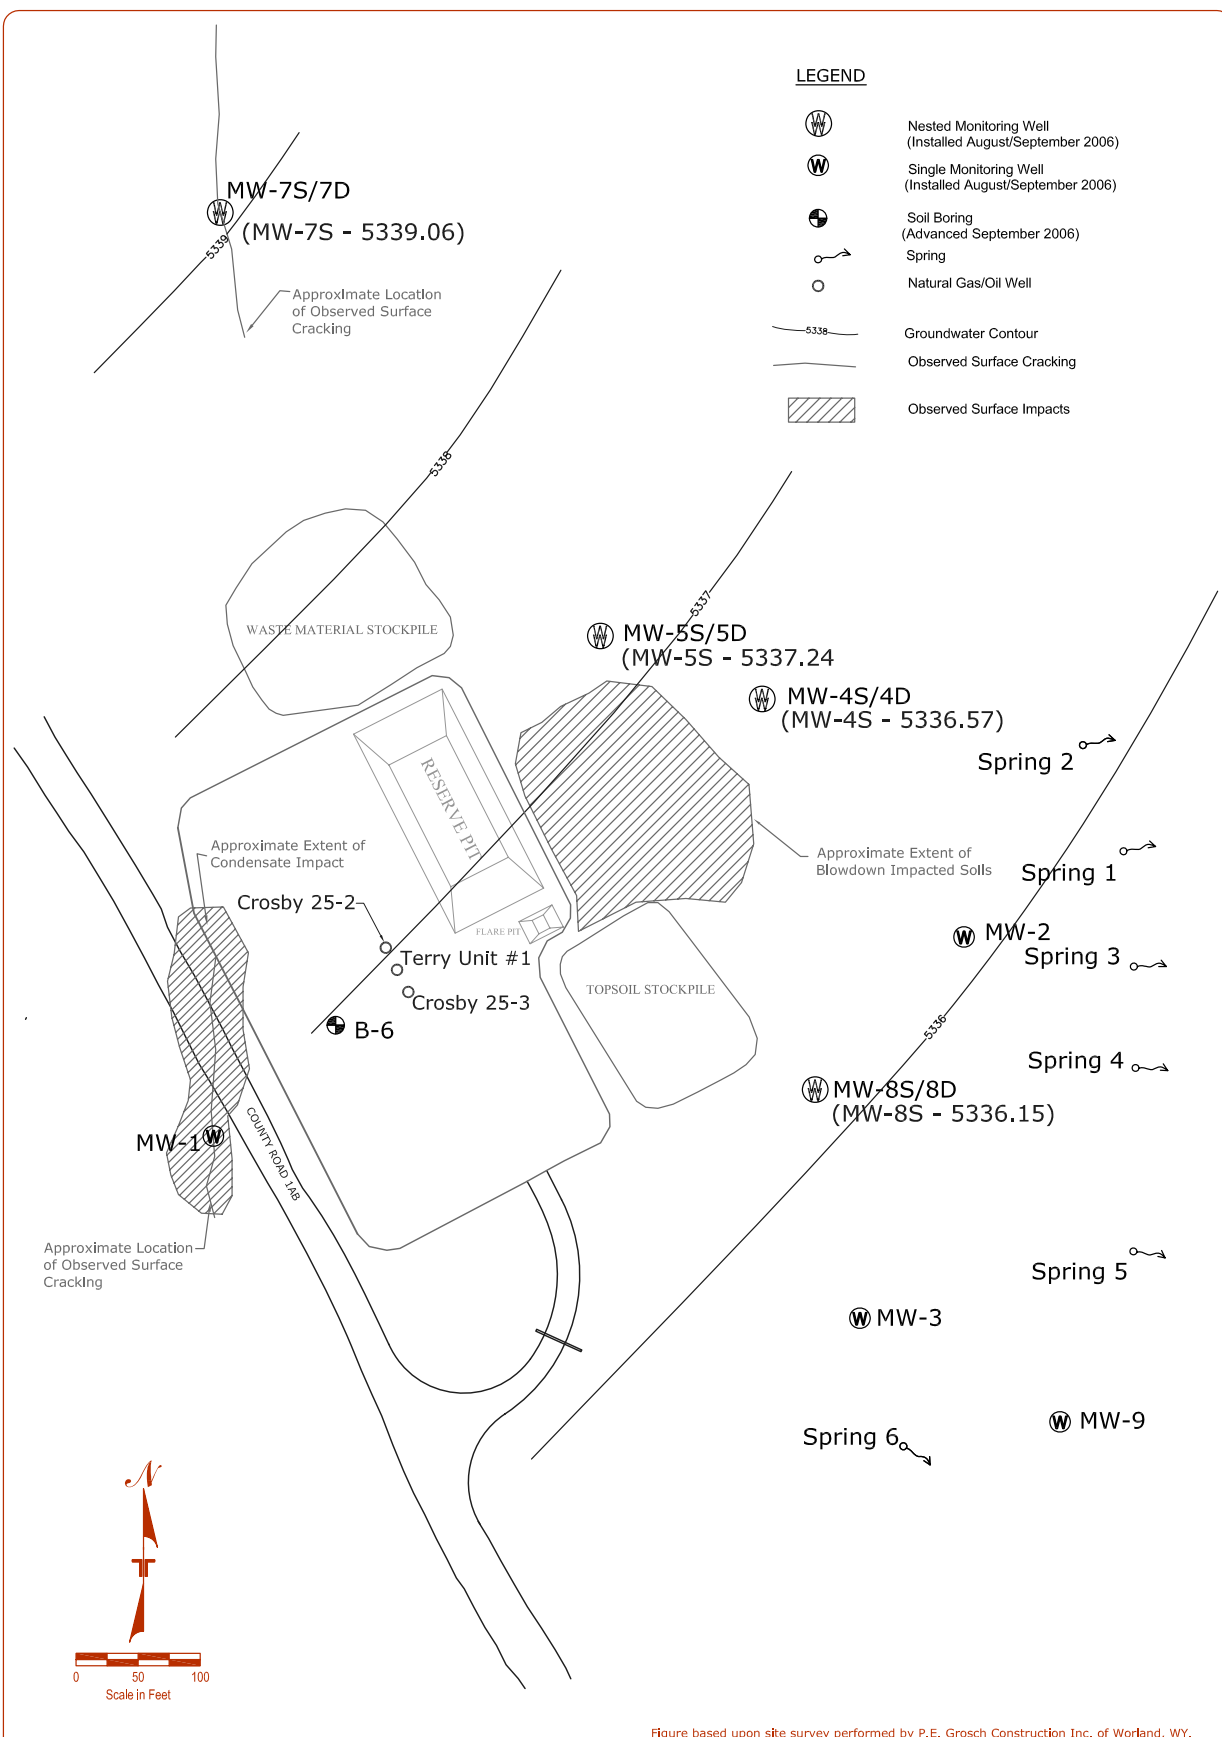 LEGEND
Nested Monitoring Well
(Installed August/September 2006)
W
Single Monitoring Well
(Installed August/September 2006)
Soil Boring
(Advanced September 2006)
Spring
Natural Gas/Oil Well
5338
Groundwater Contour
Observed Surface Cracking
Observed Surface Impacts
MW-7S/7D
(MW-7S - 5339.06)
5339
Approximate Location
of Observed Surface
Cracking
5338
WASTE MATERIAL STOCKPILE
5337
MW-5S/5D
(MW-5S - 5337.24
MW-4S/4D
(MW-4S - 5336.57)
Spring 2
RESERVE PIT
Approximate Extent of
Condensate Impact
Approximate Extent of
Blowdown Impacted Soils
Spring 1
Crosby 25-2
FLARE PIT
W MW-2
Terry Unit #1
Spring 3
TOPSOIL STOCKPILE
Crosby 25-3
B-6
5336
Spring 4
MW-8S/8D
(MW-8S - 5336.15)
MW-1 W
COUNTY ROAD 1AB
Approximate Location
of Observed Surface
Cracking
Spring 5
W MW-3
W MW-9
Spring 6
N
T
0 50 100
Scale in Feet
Figure based upon site survey performed by P.E. Grosch Construction Inc. of Worland, WY.